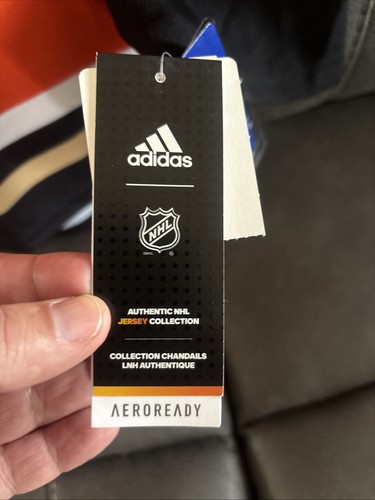 adidas
NHL
AUTHENTIC NHL
JERSEY COLLECTION
COLLECTION CHANDAILS
LNH AUTHENTIQUE
AEROREADY